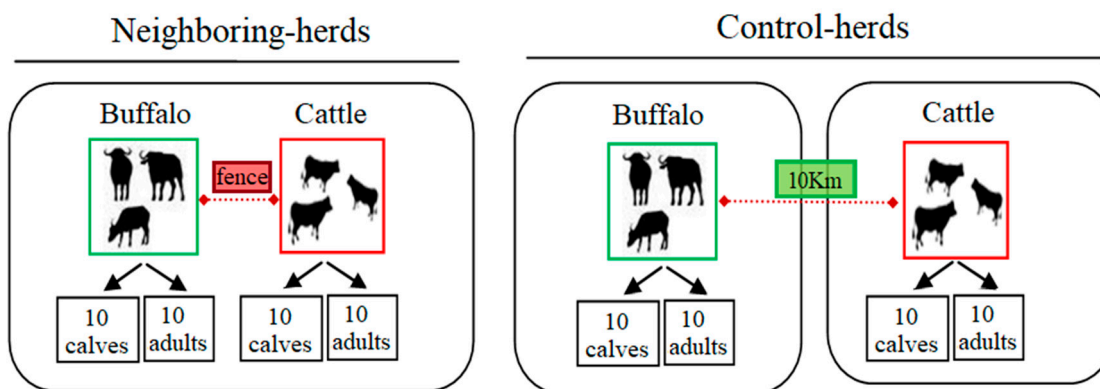 Neighboring-herds
Control-herds
Buffalo
Cattle
fence
10
calves
10
adults
10
calves
10
adults
Buffalo
Cattle
10Km
10
calves
10
adults
10
calves
10
adults